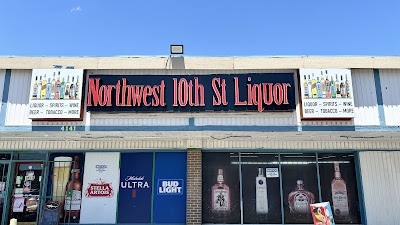 Northwest 10th St Liquor
LIQUOR ~ SPIRITS ~ WINE
BEER ~ TOBACCO ~ MORE
LIQUOR ~ SPIRITS ~ WINE
BEER ~ TOBACCO ~ MORE
4141
STELLA
ARTOIS
Michelob
ULTRA
BUD
LIGHT